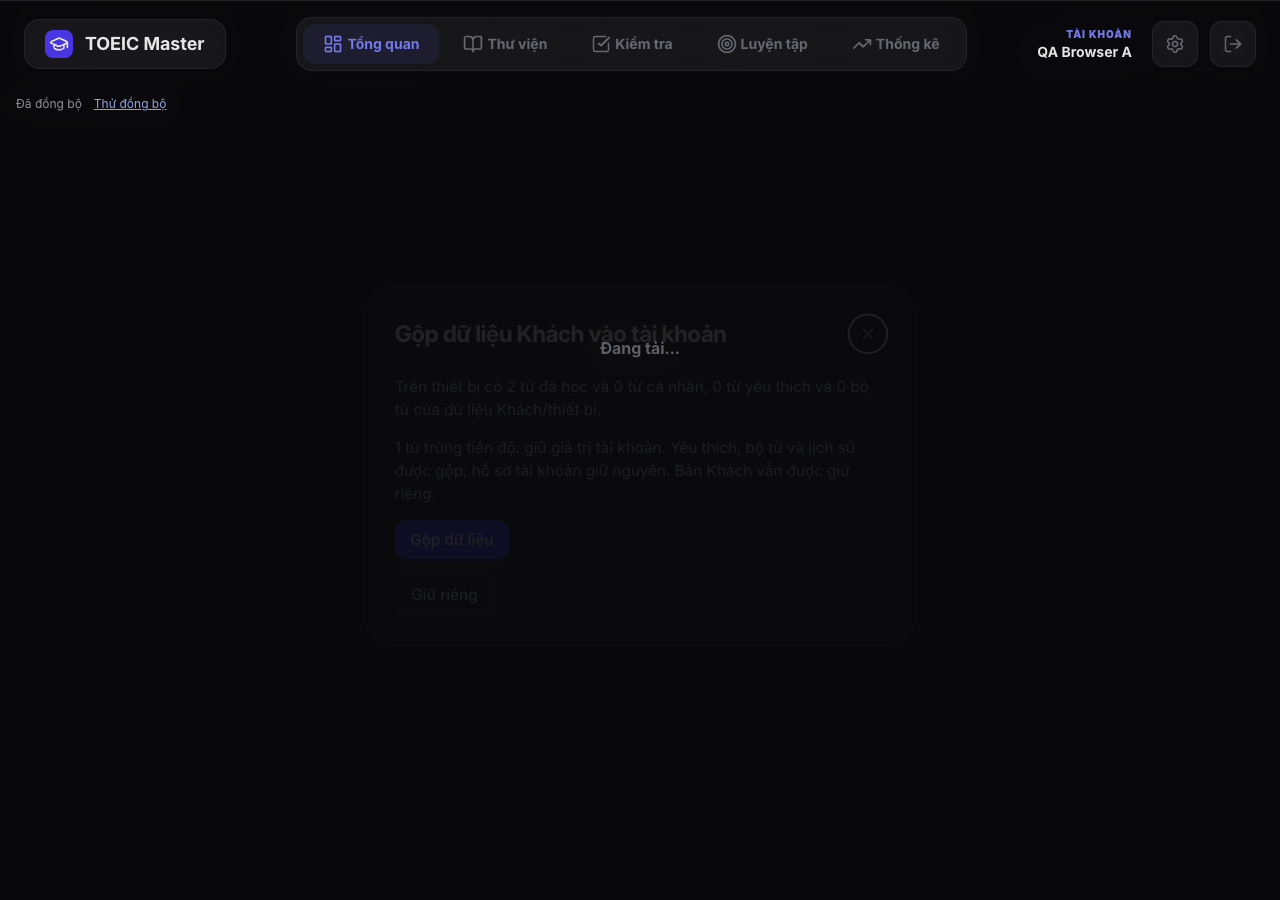 TOEIC Master
Tổng quan
Thư viện
Kiểm tra
Luyện tập
Thống kê
TÀI KHOẢN
QA Browser A
Đã đồng bộ Thử đồng bộ
Gộp dữ liệu Khách vào tài khoản
Đang tải...
Trên thiết bị có 2 từ đã học và 0 từ cá nhân, 0 từ yêu thích và 0 bộ
từ của dữ liệu Khách/thiết bị.
1 từ trùng tiến độ: giữ giá trị tài khoản. Yêu thích, bộ từ và lịch sử
được gộp; hồ sơ tài khoản giữ nguyên. Bản Khách vẫn được giữ
riêng.
Gộp dữ liệu
Giữ riêng